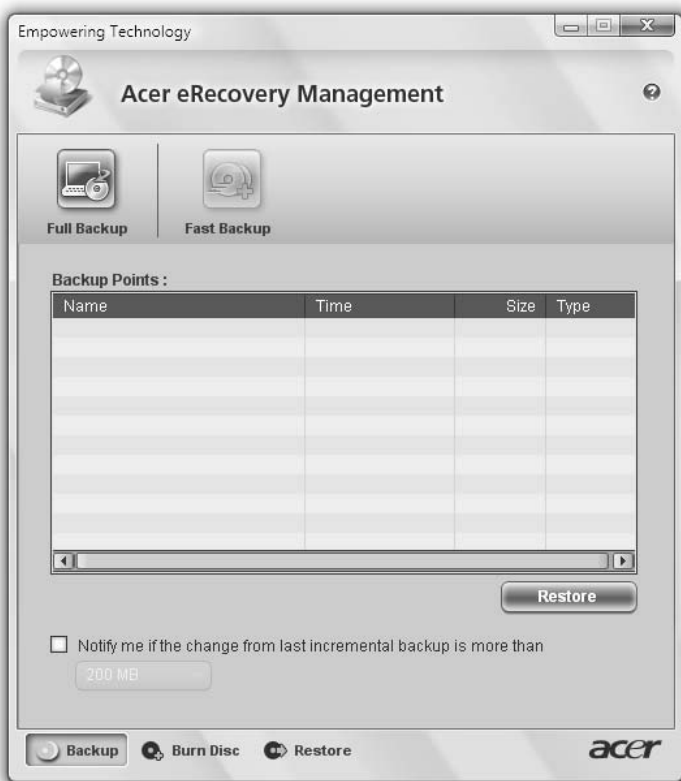 Empowering Technology
Acer eRecovery Management
Full Backup
Fast Backup
Backup Points :
Name Time Size Type
Restore
Notify me if the change from last incremental backup is more than
200 MB
Backup Burn Disc Restore acer